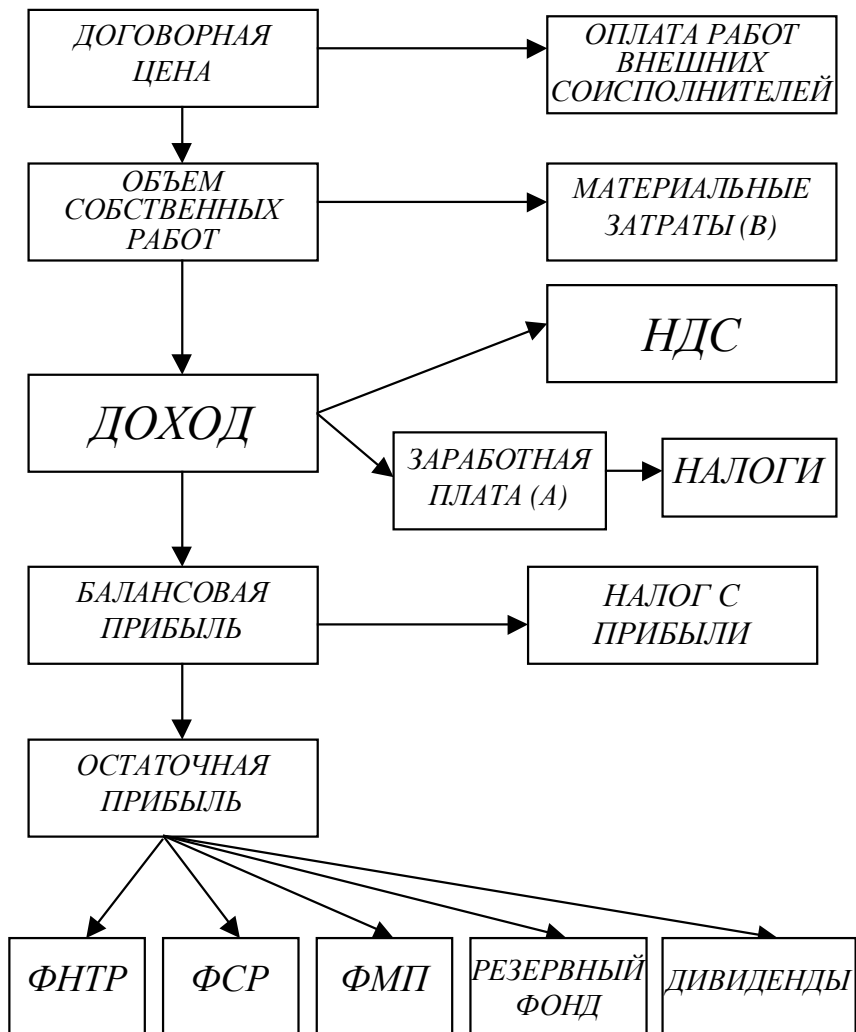 ДОГОВОРНАЯ
ЦЕНА
ОПЛАТА РАБОТ
ВНЕШНИХ
СОИСПОЛНИТЕЛЕЙ
ОБЪЕМ
СОБСТВЕННЫХ
РАБОТ
МАТЕРИАЛЬНЫЕ
ЗАТРАТЫ (В)
НДС
ДОХОД
ЗАРАБОТНАЯ
ПЛАТА (А)
НАЛОГИ
БАЛАНСОВАЯ
ПРИБЫЛЬ
НАЛОГ С
ПРИБЫЛИ
ОСТАТОЧНАЯ
ПРИБЫЛЬ
ФНТР
ФСР
ФМП
РЕЗЕРВНЫЙ
ФОНД
ДИВИДЕНДЫ